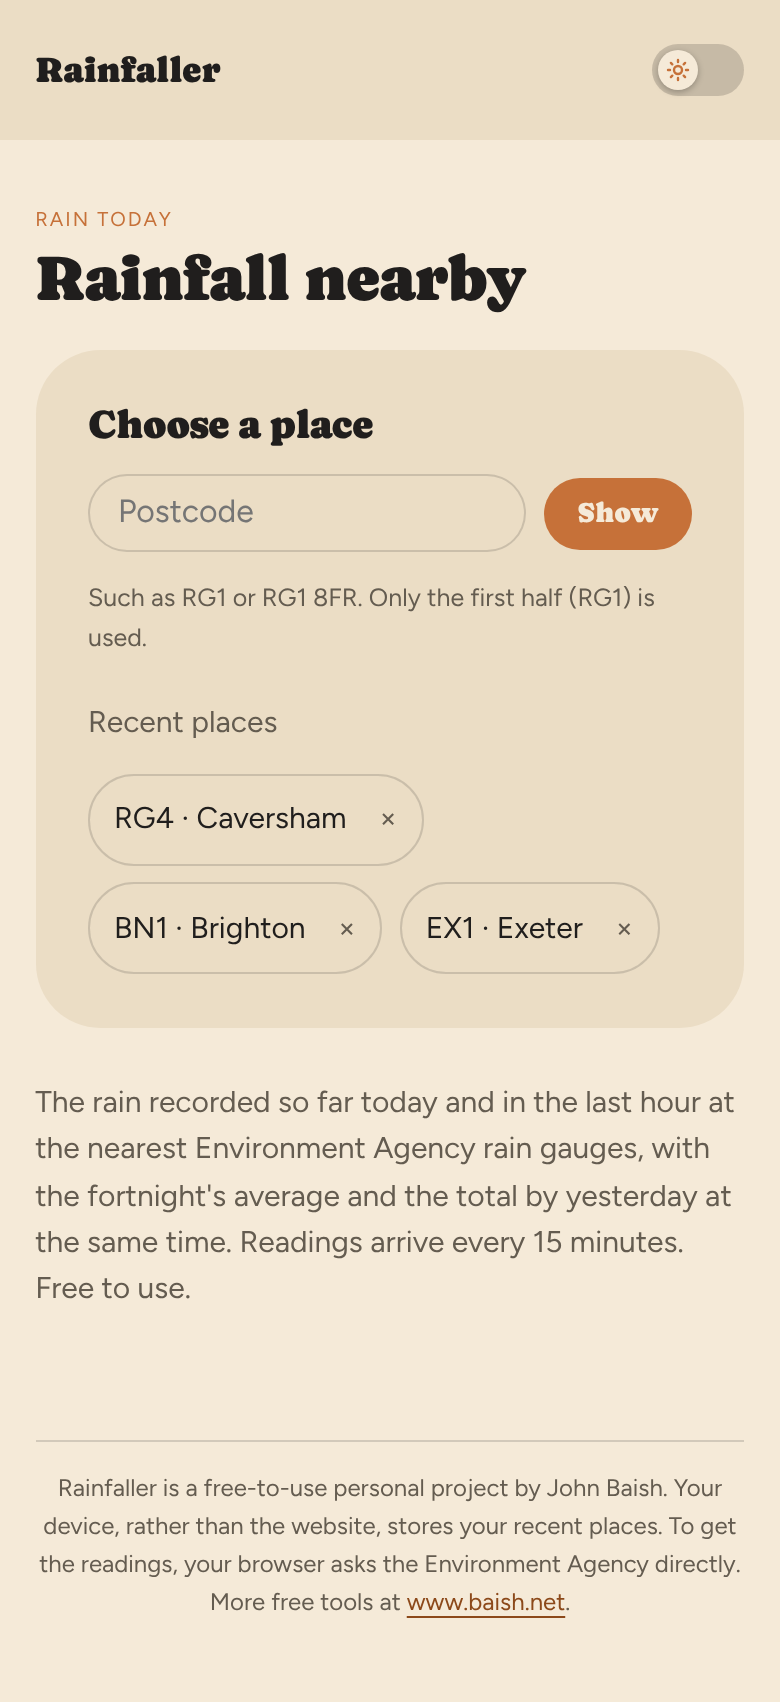 Rainfaller
RAIN TODAY
Rainfall nearby
Choose a place
Postcode
Show
Such as RG1 or RG1 8FR. Only the first half (RG1) is
used.
Recent places
RG4 · Caversham ×
BN1 · Brighton ×
EX1 · Exeter ×
The rain recorded so far today and in the last hour at
the nearest Environment Agency rain gauges, with
the fortnight's average and the total by yesterday at
the same time. Readings arrive every 15 minutes.
Free to use.
Rainfaller is a free-to-use personal project by John Baish. Your
device, rather than the website, stores your recent places. To get
the readings, your browser asks the Environment Agency directly.
More free tools at www.baish.net.